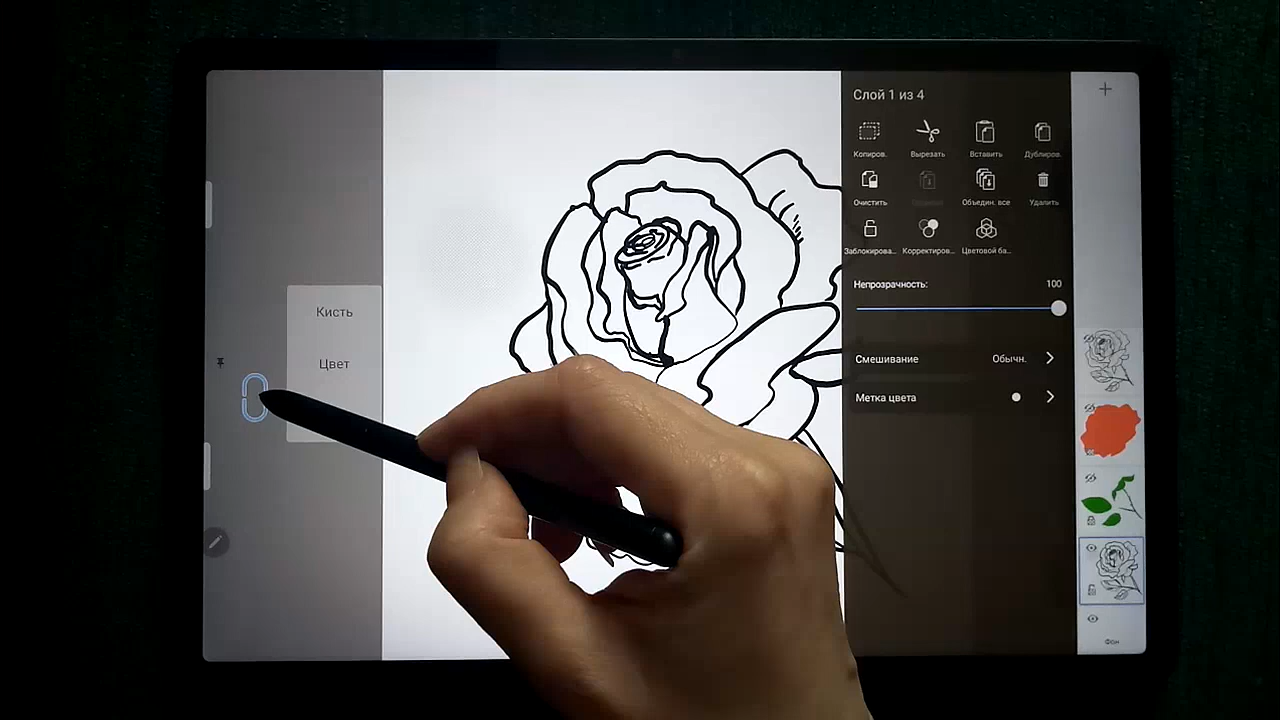 Слой 1 из 4
Копиров.
Вырезать
Вставить
Дублиров.
Очистить
Объедин. все
Удалить
Заблокирова...
Корректиров...
Цветовой ба...
Непрозрачность:
100
Смешивание
Обычн.
Метка цвета
Кисть
Цвет
Фон